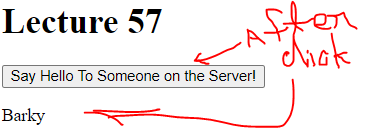 Lecture 57
After
click
Say Hello To Someone on the Server!
Barky